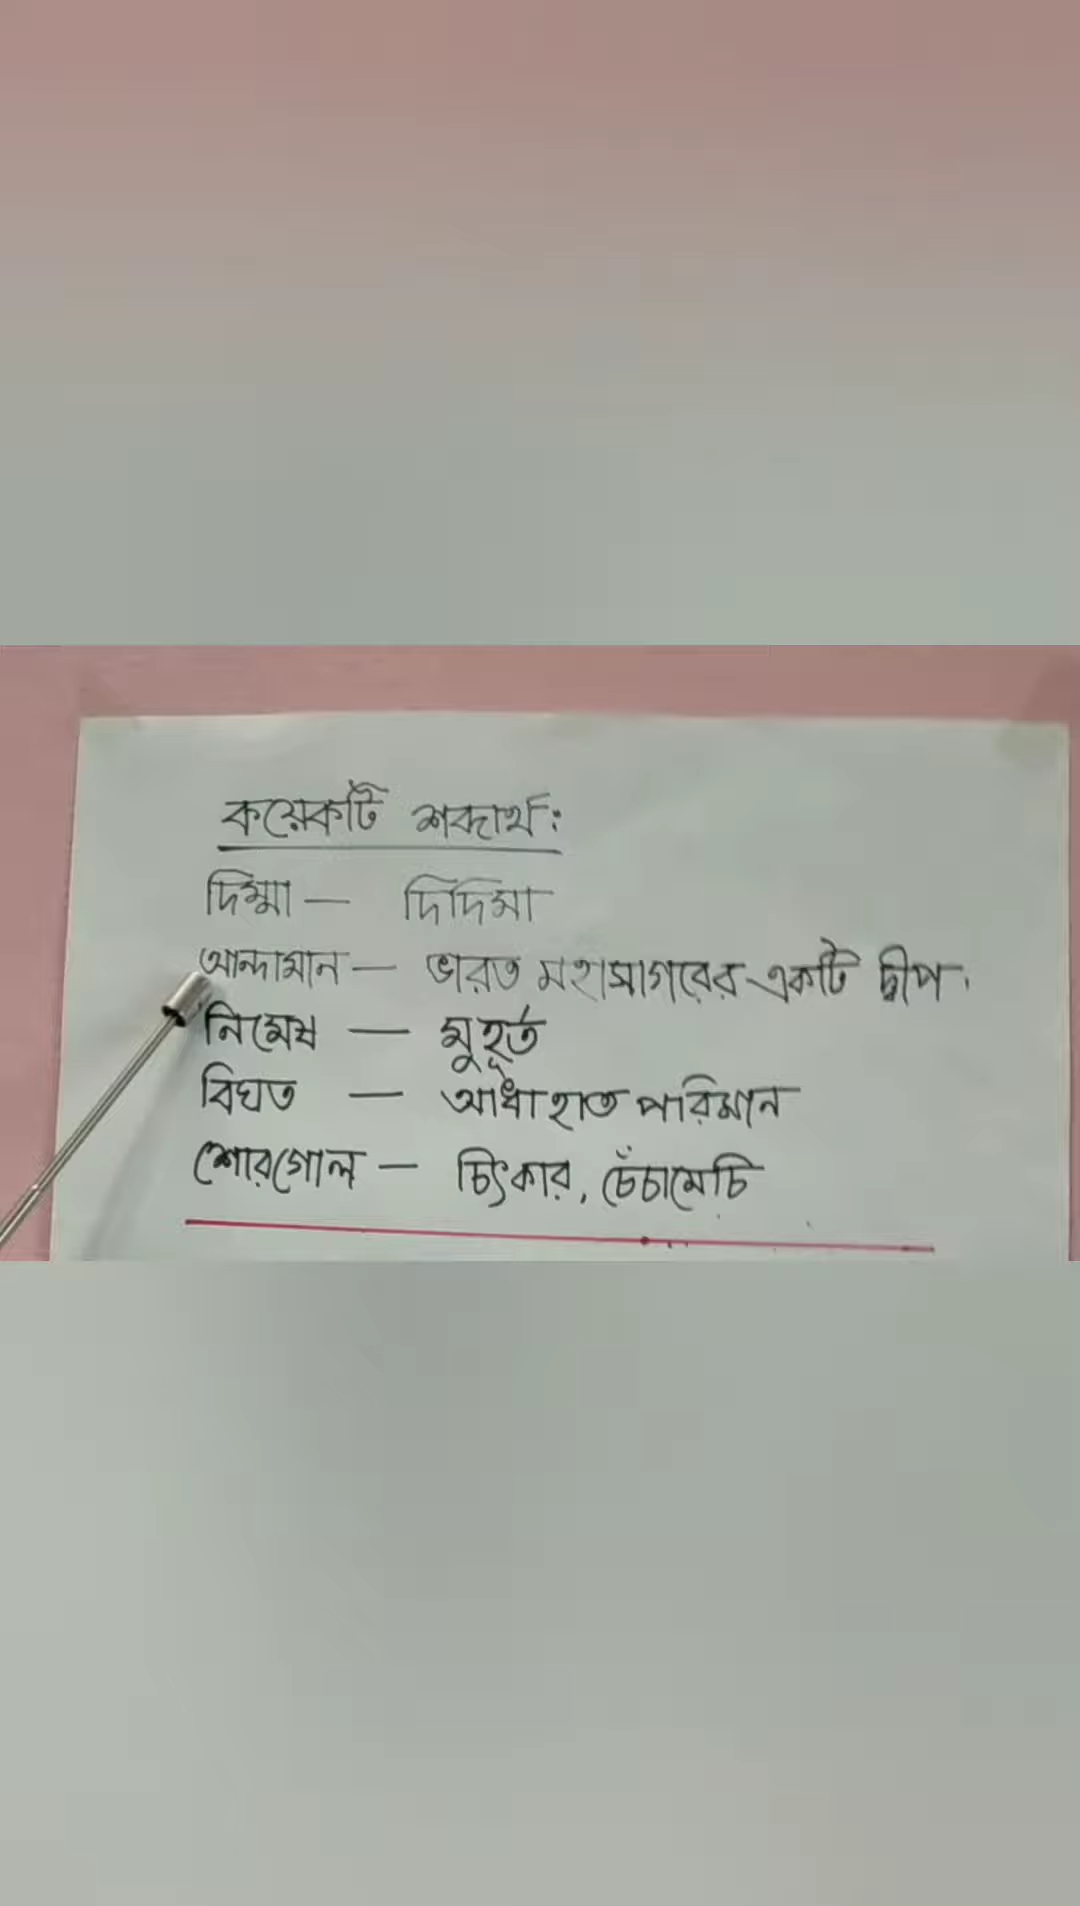 কয়েকটি শব্দার্থ:
দিম্মা — দিদিমা
আন্দামান — ভারত মহাসাগরের একটি দ্বীপ.
নিমেষ — মুহূর্ত
বিঘত — আধাহাত পরিমান
শোরগোল — চিৎকার, চেঁচামেচি